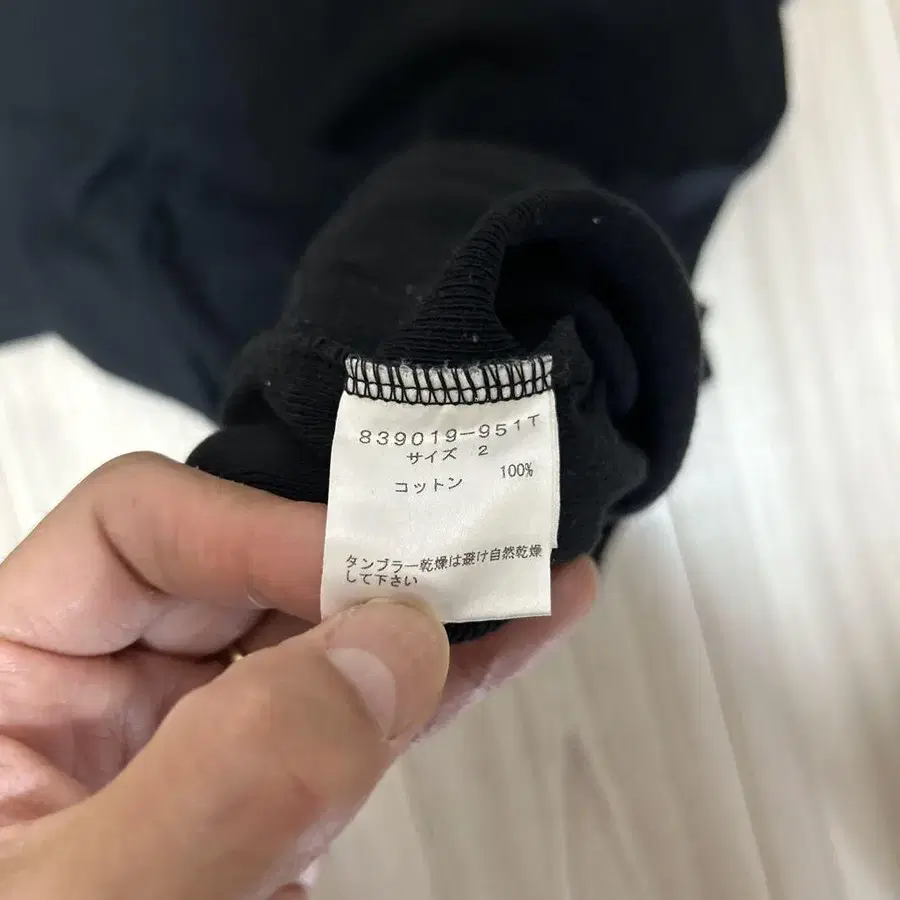 839019-951T
サイズ 2
コットン 100%
タンブラー乾燥は避け自然乾燥
して下さい